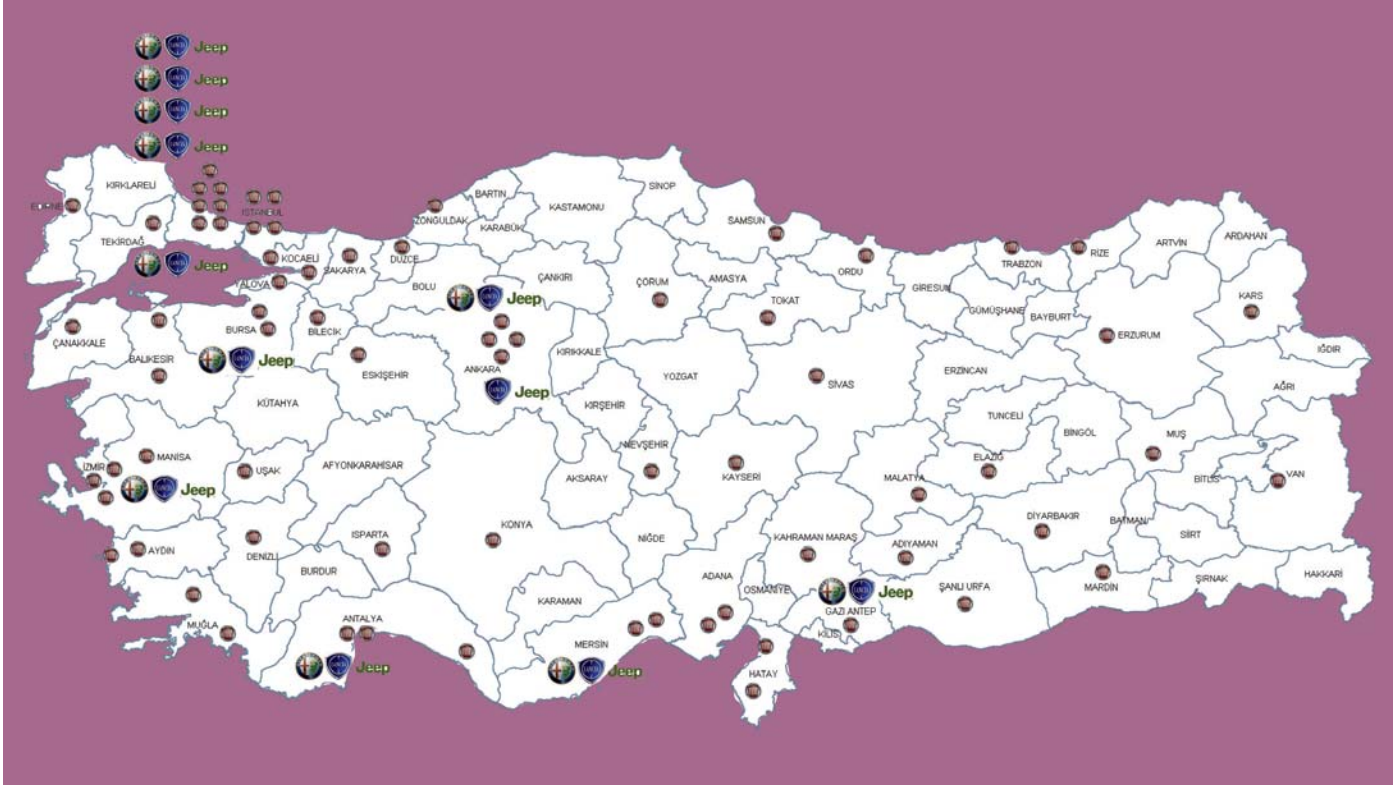 Jeep
Jeep
Jeep
Jeep
KIRKLARELİ
EDİRNE
TEKİRDAĞ
İSTANBUL
Jeep
KOCAELİ
YALOVA
SAKARYA
DÜZCE
ZONGULDAK
BARTIN
KARABÜK
KASTAMONU
SİNOP
SAMSUN
BOLU
ÇANKIRI
ÇORUM
AMASYA
TOKAT
ORDU
GİRESUN
TRABZON
RİZE
ARTVİN
ARDAHAN
GÜMÜŞHANE
BAYBURT
ERZURUM
KARS
IĞDIR
AĞRI
Jeep
ÇANAKKALE
BALIKESİR
BURSA
BİLECİK
Jeep
ESKİŞEHİR
ANKARA
Jeep
KIRIKKALE
YOZGAT
SİVAS
ERZİNCAN
TUNCELİ
BİNGÖL
MUŞ
KÜTAHYA
KIRŞEHİR
NEVŞEHİR
KAYSERİ
MALATYA
ELAZIĞ
BİTLİS
VAN
İZMİR
MANİSA
Jeep
UŞAK
AFYONKARAHİSAR
AKSARAY
KONYA
NİĞDE
KAHRAMAN MARAŞ
ADIYAMAN
DİYARBAKIR
BATMAN
SİİRT
AYDIN
DENİZLİ
ISPARTA
BURDUR
KARAMAN
ADANA
OSMANİYE
Jeep
GAZİ ANTEP
KİLİS
ŞANLI URFA
MARDİN
ŞIRNAK
HAKKARİ
MUĞLA
ANTALYA
Jeep
MERSİN
Jeep
HATAY